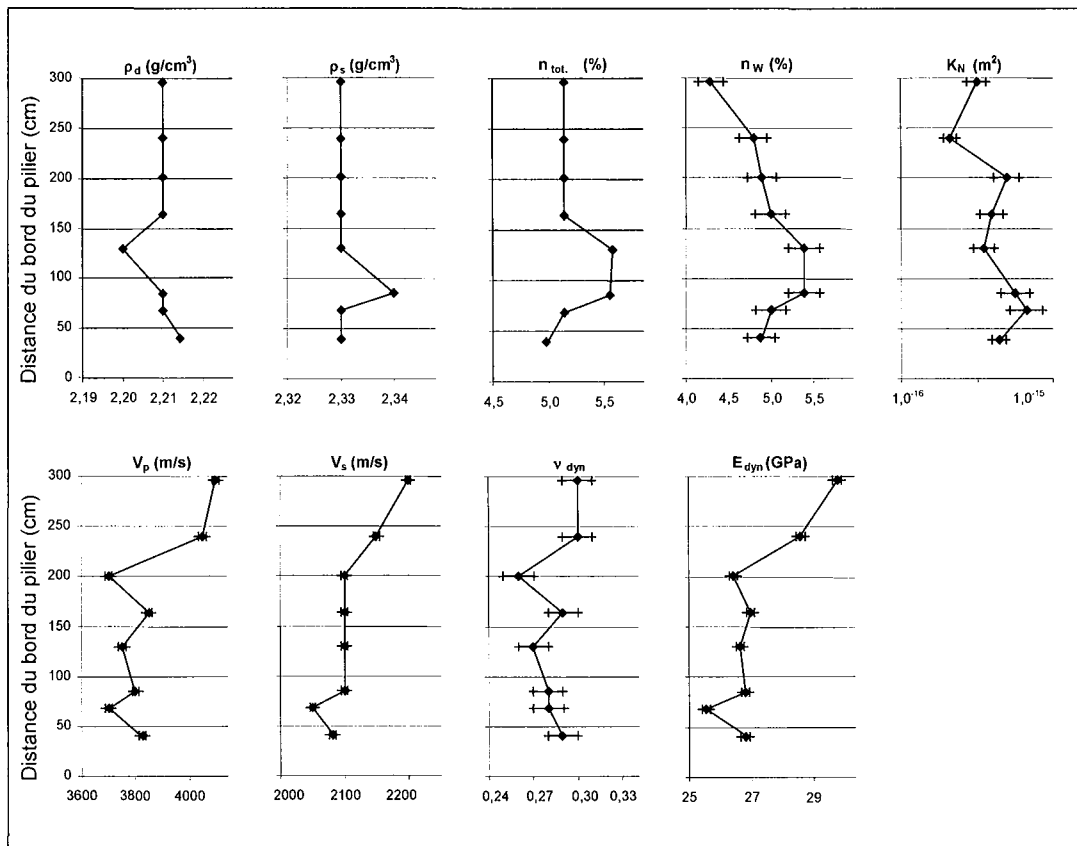 ρd (g/cm³) ρs (g/cm³) ntot. (%) nW (%) KN (m²)
Distance du bord du pilier (cm)
300
250
200
150
100
50
0
2,19 2,20 2,21 2,22 2,32 2,33 2,34 4,5 5,0 5,5 4,0 4,5 5,0 5,5 1,0-16 1,0-15
Vp (m/s) Vs (m/s) νdyn Edyn (GPa)
Distance du bord du pilier (cm)
300
250
200
150
100
50
0
3600 3800 4000 2000 2100 2200 0,24 0,27 0,30 0,33 25 27 29